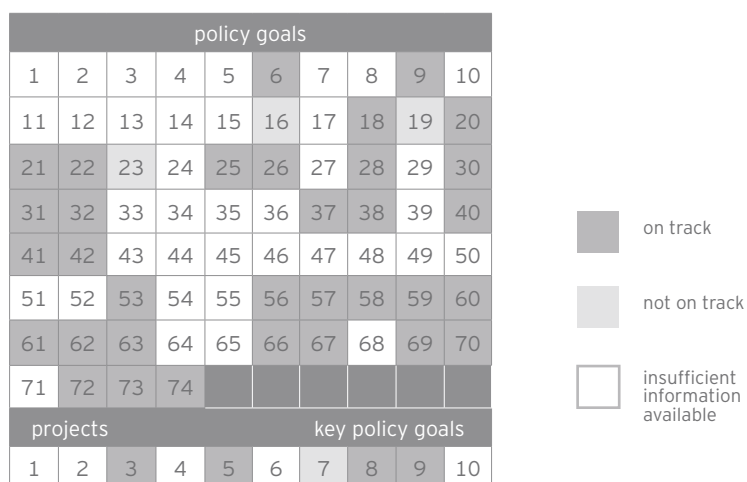 policy goals
1 2 3 4 5 6 7 8 9 10
11 12 13 14 15 16 17 18 19 20
21 22 23 24 25 26 27 28 29 30
31 32 33 34 35 36 37 38 39 40
41 42 43 44 45 46 47 48 49 50
51 52 53 54 55 56 57 58 59 60
61 62 63 64 65 66 67 68 69 70
71 72 73 74
projects key policy goals
1 2 3 4 5 6 7 8 9 10
on track
not on track
insufficient
information
available